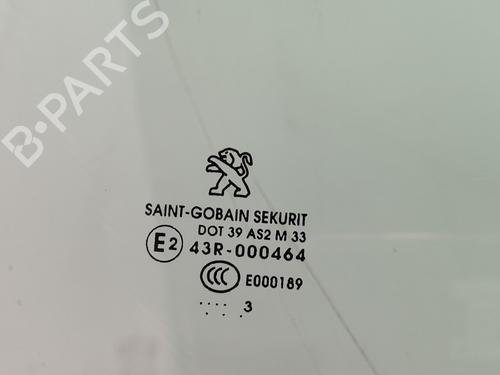 B-PARTS
SAINT-GOBAIN SEKURIT
DOT 39 AS2 M 33
E2 43R-000464
CCC E000189
3